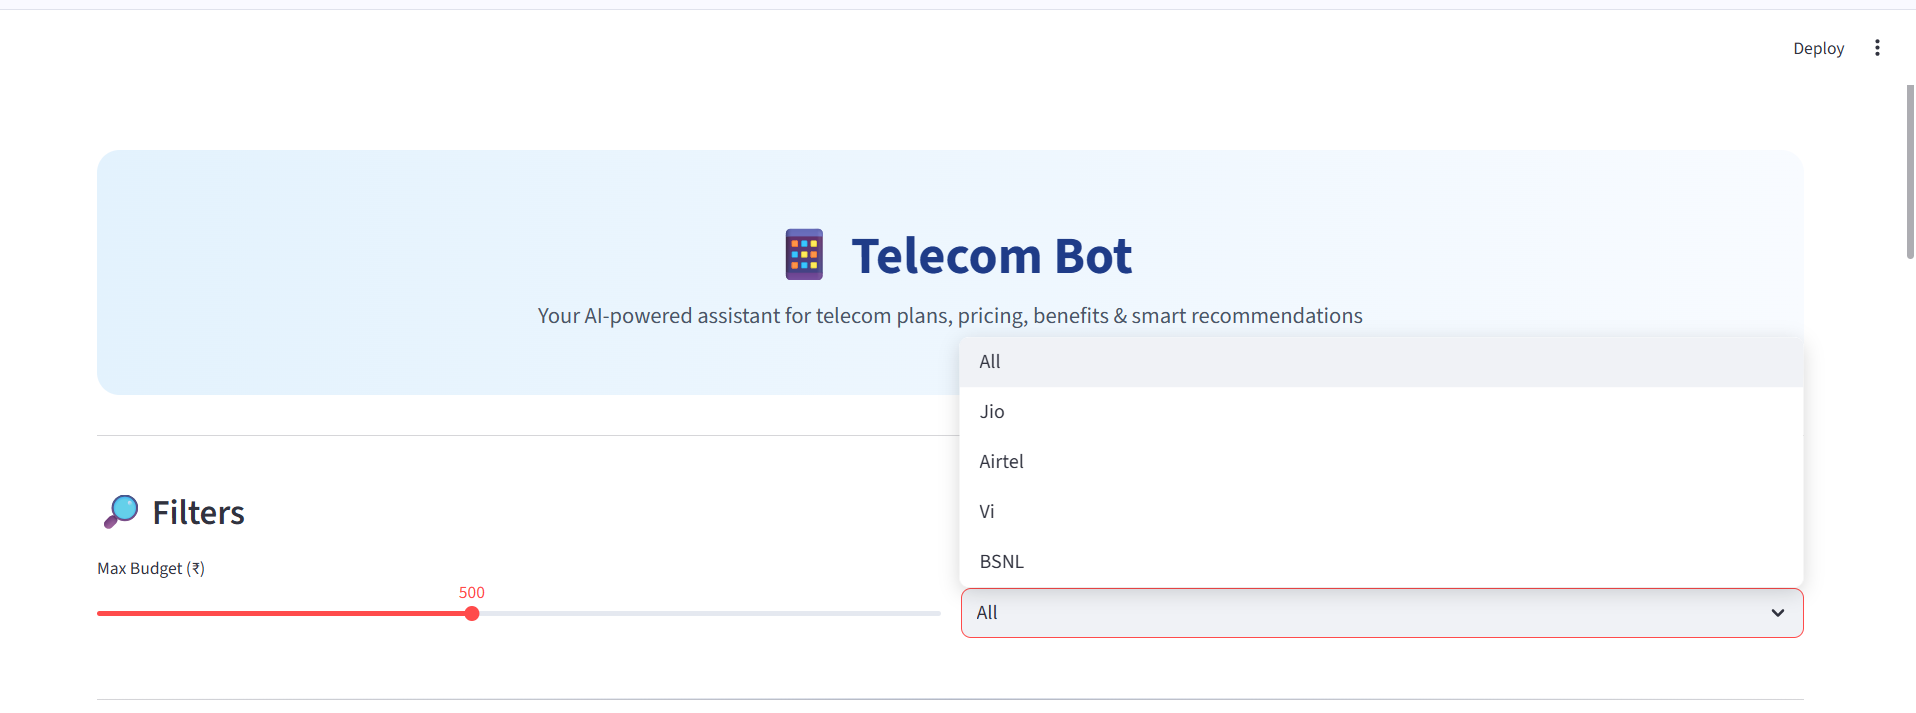 Deploy
Telecom Bot
Your AI-powered assistant for telecom plans, pricing, benefits & smart recommendations
Filters
Max Budget (₹)
500
All
Jio
Airtel
Vi
BSNL
All